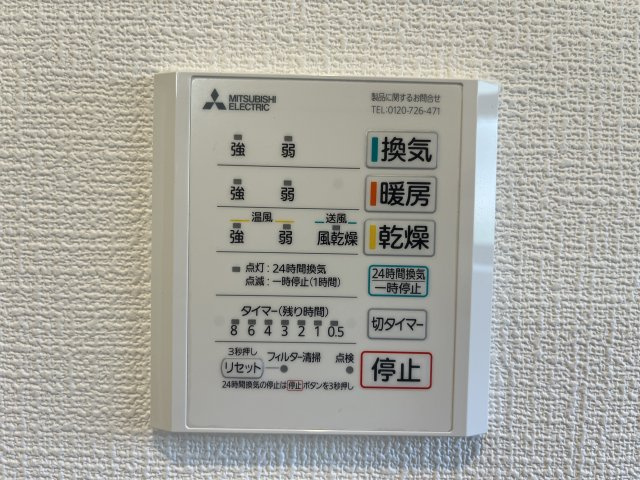 MITSUBISHI
ELECTRIC
製品に関するお問合せ
TEL:0120-726-471
強 弱 換気
強 弱 暖房
温風 送風
強 弱 風乾燥 乾燥
点灯:24時間換気
点滅:一時停止(1時間)
24時間換気
一時停止
タイマー(残り時間)
8 6 4 3 2 1 0.5
切タイマー
3秒押し
リセット フィルター清掃 点検
停止
24時間換気の停止は停止ボタンを3秒押し